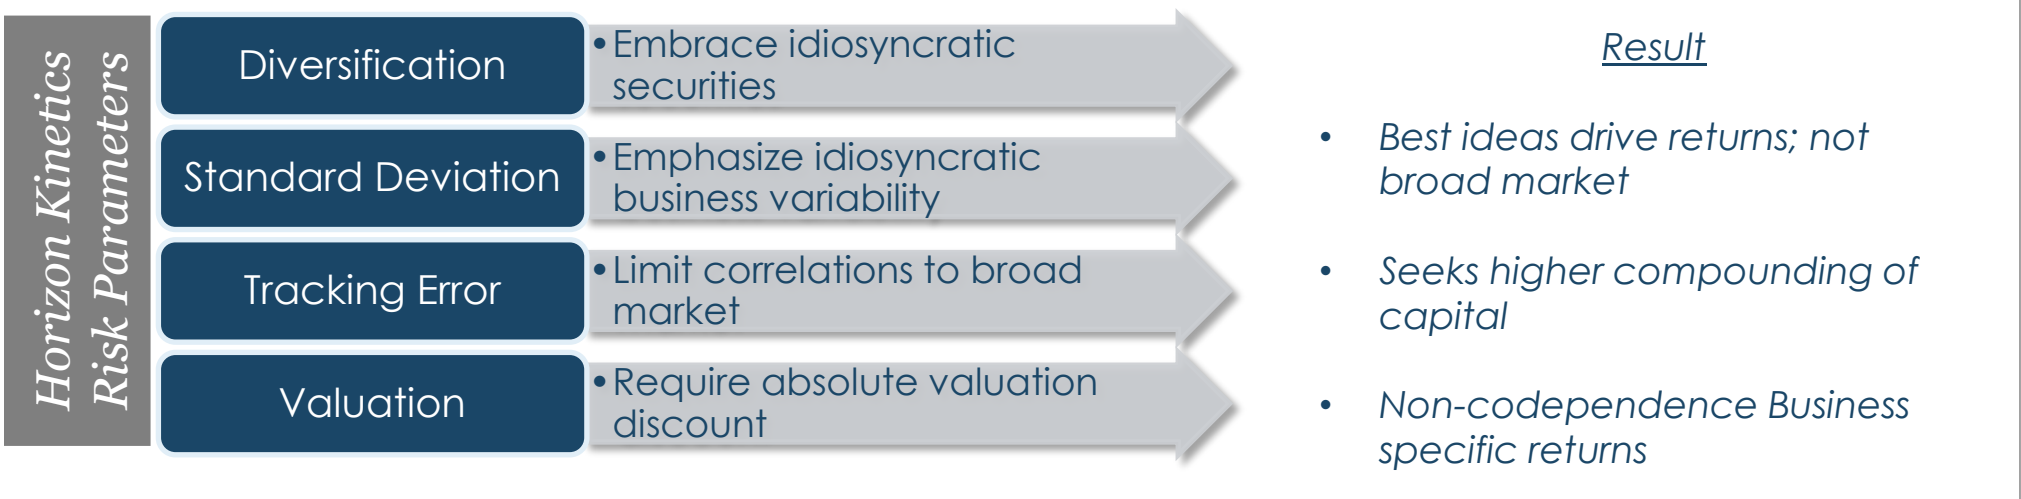 Horizon Kinetics
Risk Parameters
Diversification
•Embrace idiosyncratic
securities
Standard Deviation
•Emphasize idiosyncratic
business variability
Tracking Error
•Limit correlations to broad
market
Valuation
•Require absolute valuation
discount
Result
• Best ideas drive returns; not
broad market
• Seeks higher compounding of
capital
• Non-codependence Business
specific returns